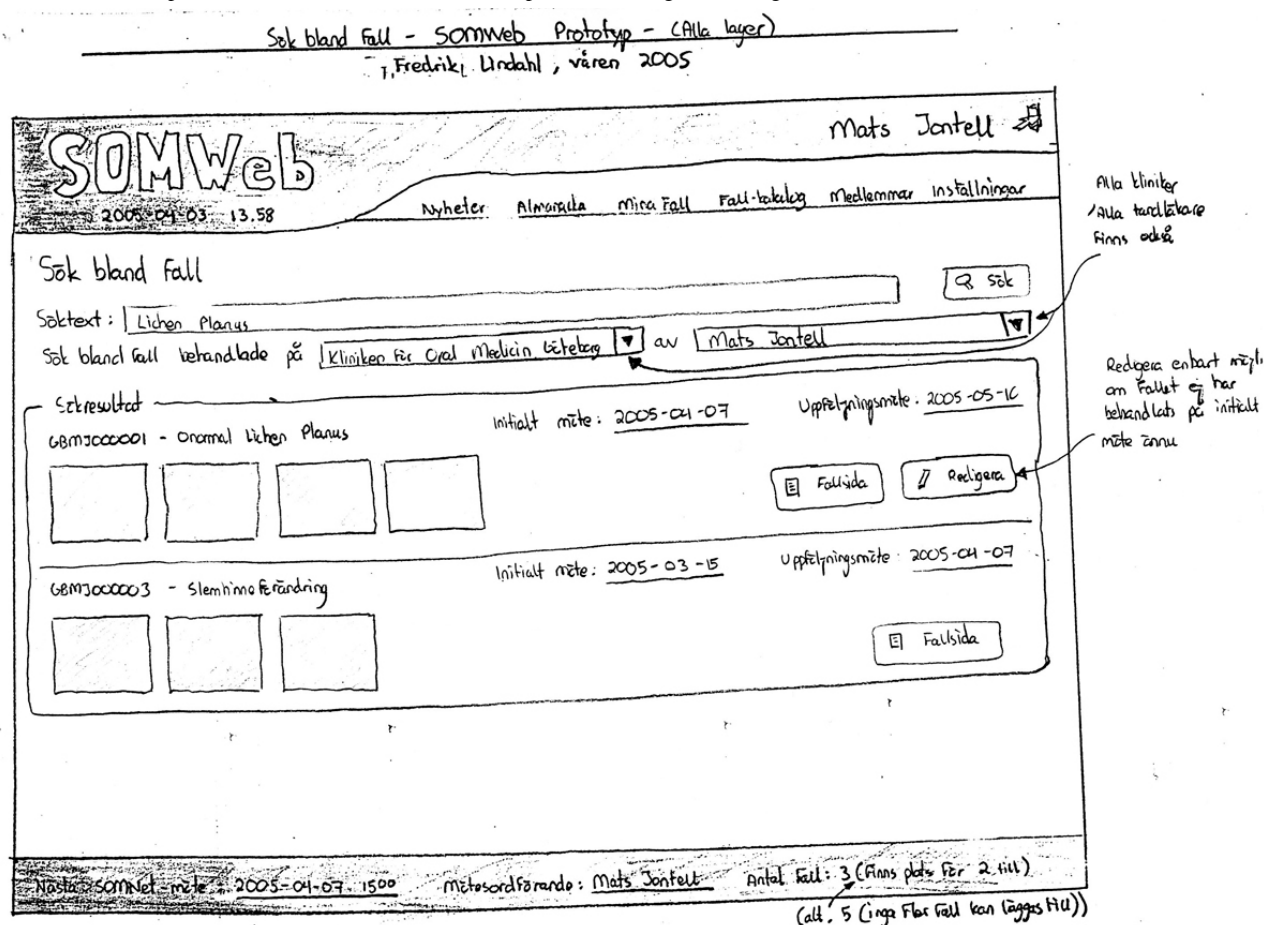 Sök bland Fall - SOMWeb Prototyp - (Alla lager)
Fredrik Lindahl, våren 2005
SOMWeb
Mats Jontell
2005-04-03 13.58
Nyheter Almanacka Mina Fall Fall-katalog Medlemmar Inställningar
Alla kliniker
/Alla tandläkare
Finns också
Sök bland Fall
Sök
Söktext: Lichen Planus
Sök bland Fall behandlade på Kliniken För Oral Medicin Göteborg av Mats Jontell
Redigera enbart möjl.
om Fallet ej har
behandlats på initialt
möte ännu
Sökresultat
GBMJ000001 - Onormal Lichen Planus Initialt möte: 2005-04-07 Uppföljningsmöte: 2005-05-16
Fallsida Redigera
GBMJ000003 - Slemhinneförändring Initialt möte: 2005-03-15 Uppföljningsmöte: 2005-04-07
Fallsida
Nästa SOMNet-möte: 2005-04-07 1500 Mötesordförande: Mats Jontell Antal Fall: 3 (Finns plats För 2 till)
(alt. 5 (inga Fler Fall kan läggas till))